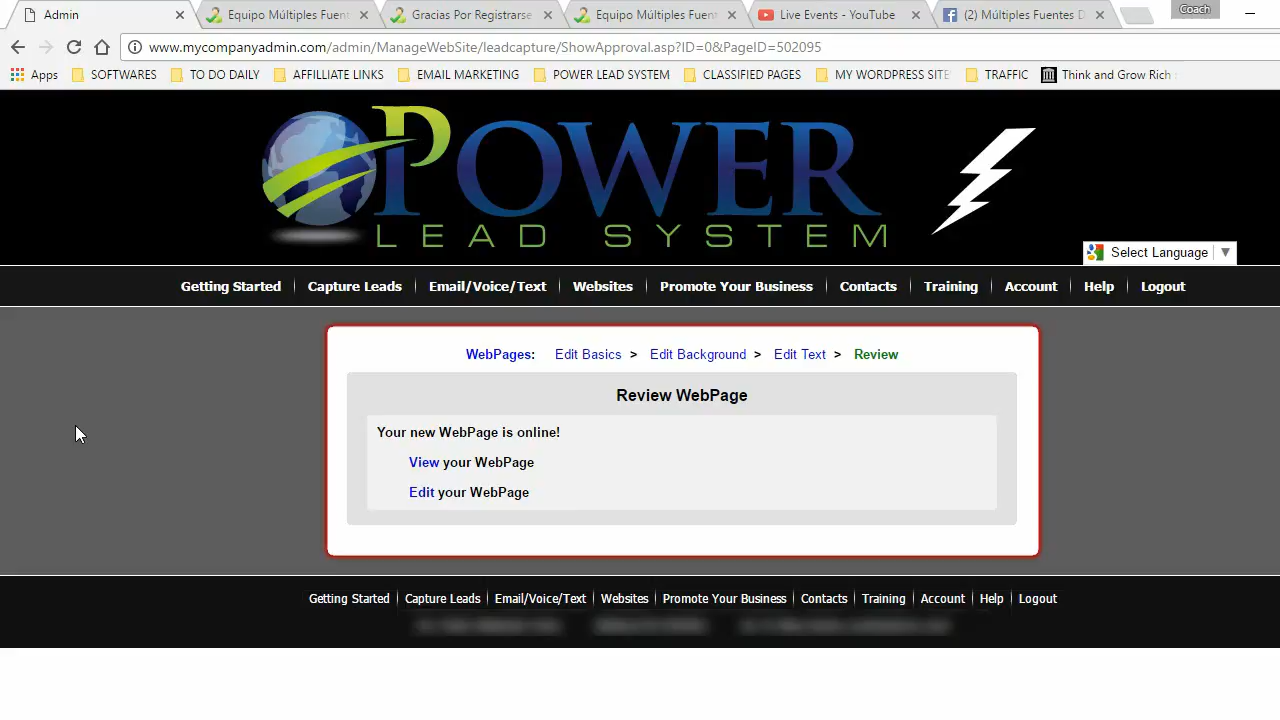 Admin
Equipo Múltiples Fuent
Gracias Por Registrarse
Equipo Múltiples Fuent
Live Events - YouTube
(2) Múltiples Fuentes D
Coach
www.mycompanyadmin.com/admin/ManageWebSite/leadcapture/ShowApproval.asp?ID=0&PageID=502095
Apps SOFTWARES TO DO DAILY AFFILLIATE LINKS EMAIL MARKETING POWER LEAD SYSTEM CLASSIFIED PAGES MY WORDPRESS SITE TRAFFIC Think and Grow Rich
POWER
LEAD SYSTEM
Select Language ▼
Getting Started Capture Leads Email/Voice/Text Websites Promote Your Business Contacts Training Account Help Logout
WebPages: Edit Basics > Edit Background > Edit Text > Review
Review WebPage
Your new WebPage is online!
View your WebPage
Edit your WebPage
Getting Started Capture Leads Email/Voice/Text Websites Promote Your Business Contacts Training Account Help Logout